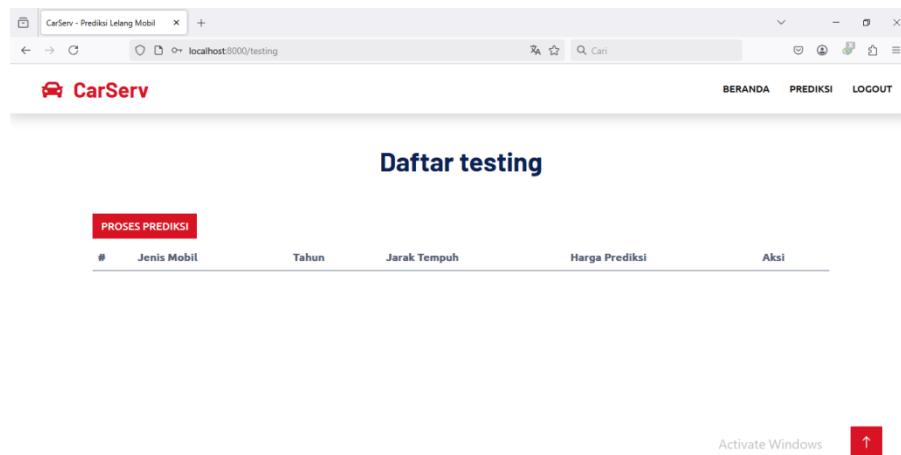 CarServ - Prediksi Lelang Mobil
localhost:8000/testing
Cari
CarServ
BERANDA PREDIKSI LOGOUT
Daftar testing
PROSES PREDIKSI
# Jenis Mobil Tahun Jarak Tempuh Harga Prediksi Aksi
Activate Windows